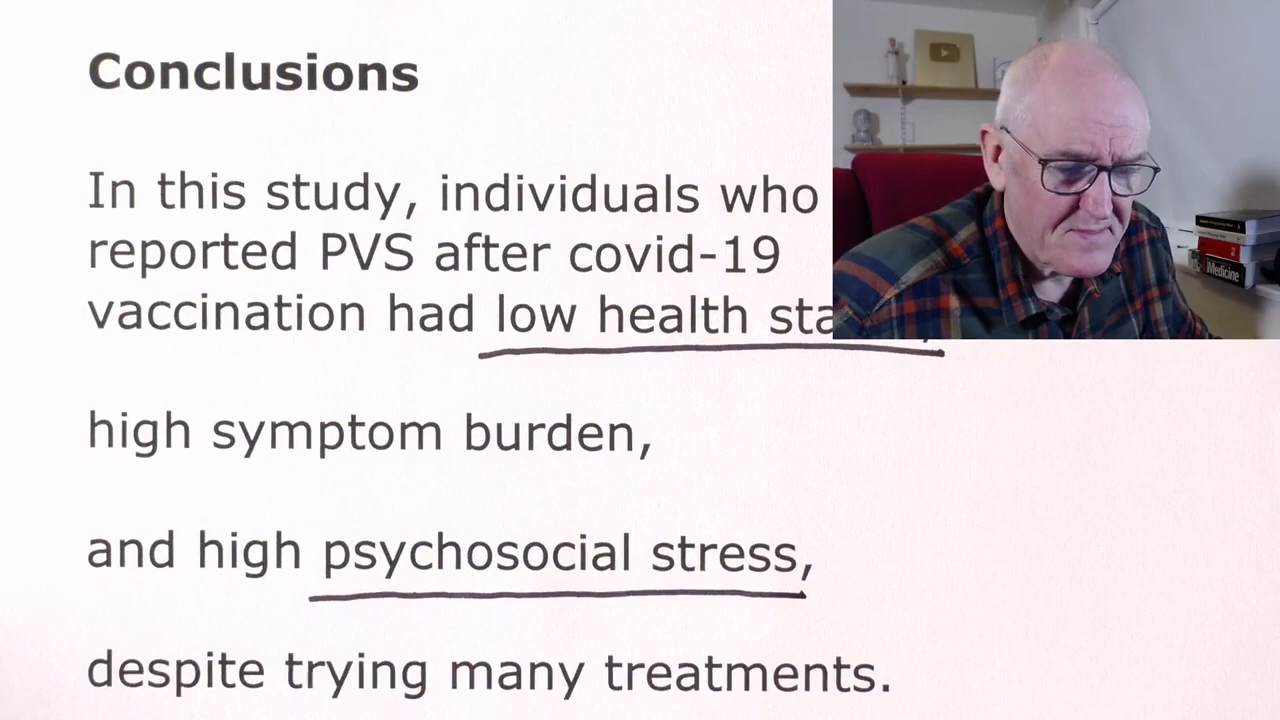 Conclusions
In this study, individuals who
reported PVS after covid-19
vaccination had low health
high symptom burden,
and high psychosocial stress,
despite trying many treatments.
Medicine